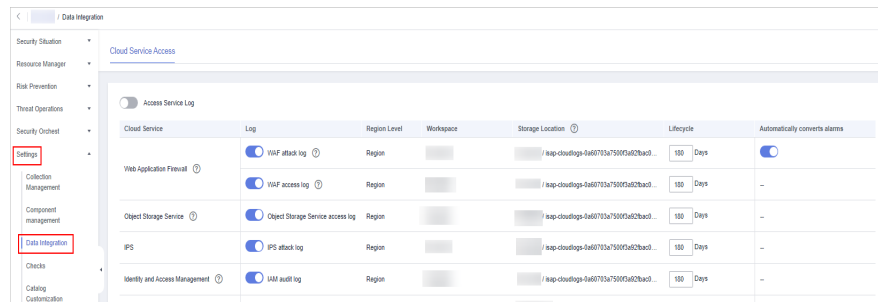 / Data Integration
Security Situation
Resource Manager
Risk Prevention
Threat Operations
Security Orchest
Settings
Collection
Management
Component
management
Data Integration
Checks
Catalog
Customization
Cloud Service Access
Access Service Log
Cloud Service Log Region Level Workspace Storage Location ? Lifecycle Automatically converts alarms
Web Application Firewall ?
WAF attack log ? Region / isap-cloudlogs-0a60703a7500f3a92fbac0... 180 Days
WAF access log ? Region / isap-cloudlogs-0a60703a7500f3a92fbac0... 180 Days --
Object Storage Service ? Object Storage Service access log Region / isap-cloudlogs-0a60703a7500f3a92fbac0... 180 Days --
IPS IPS attack log Region / isap-cloudlogs-0a60703a7500f3a92fbac0... 180 Days --
Identity and Access Management ? IAM audit log Region / isap-cloudlogs-0a60703a7500f3a92fbac0... 180 Days --